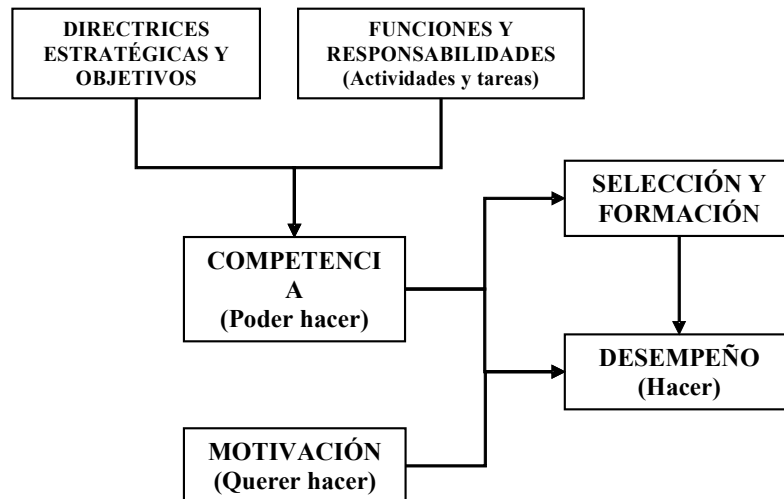 DIRECTRICES
ESTRATÉGICAS Y
OBJETIVOS
FUNCIONES Y
RESPONSABILIDADES
(Actividades y tareas)
SELECCIÓN Y
FORMACIÓN
COMPETENCI
A
(Poder hacer)
DESEMPEÑO
(Hacer)
MOTIVACIÓN
(Querer hacer)